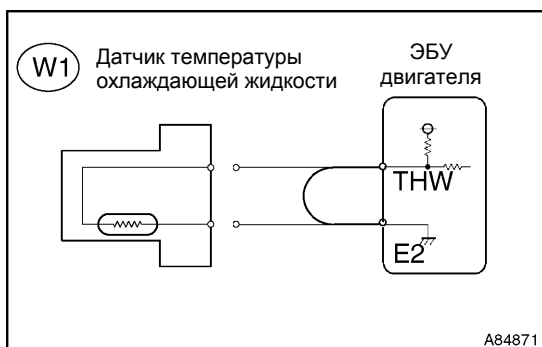 W1
Датчик температуры
охлаждающей жидкости
ЭБУ
двигателя
THW
E2
A84871